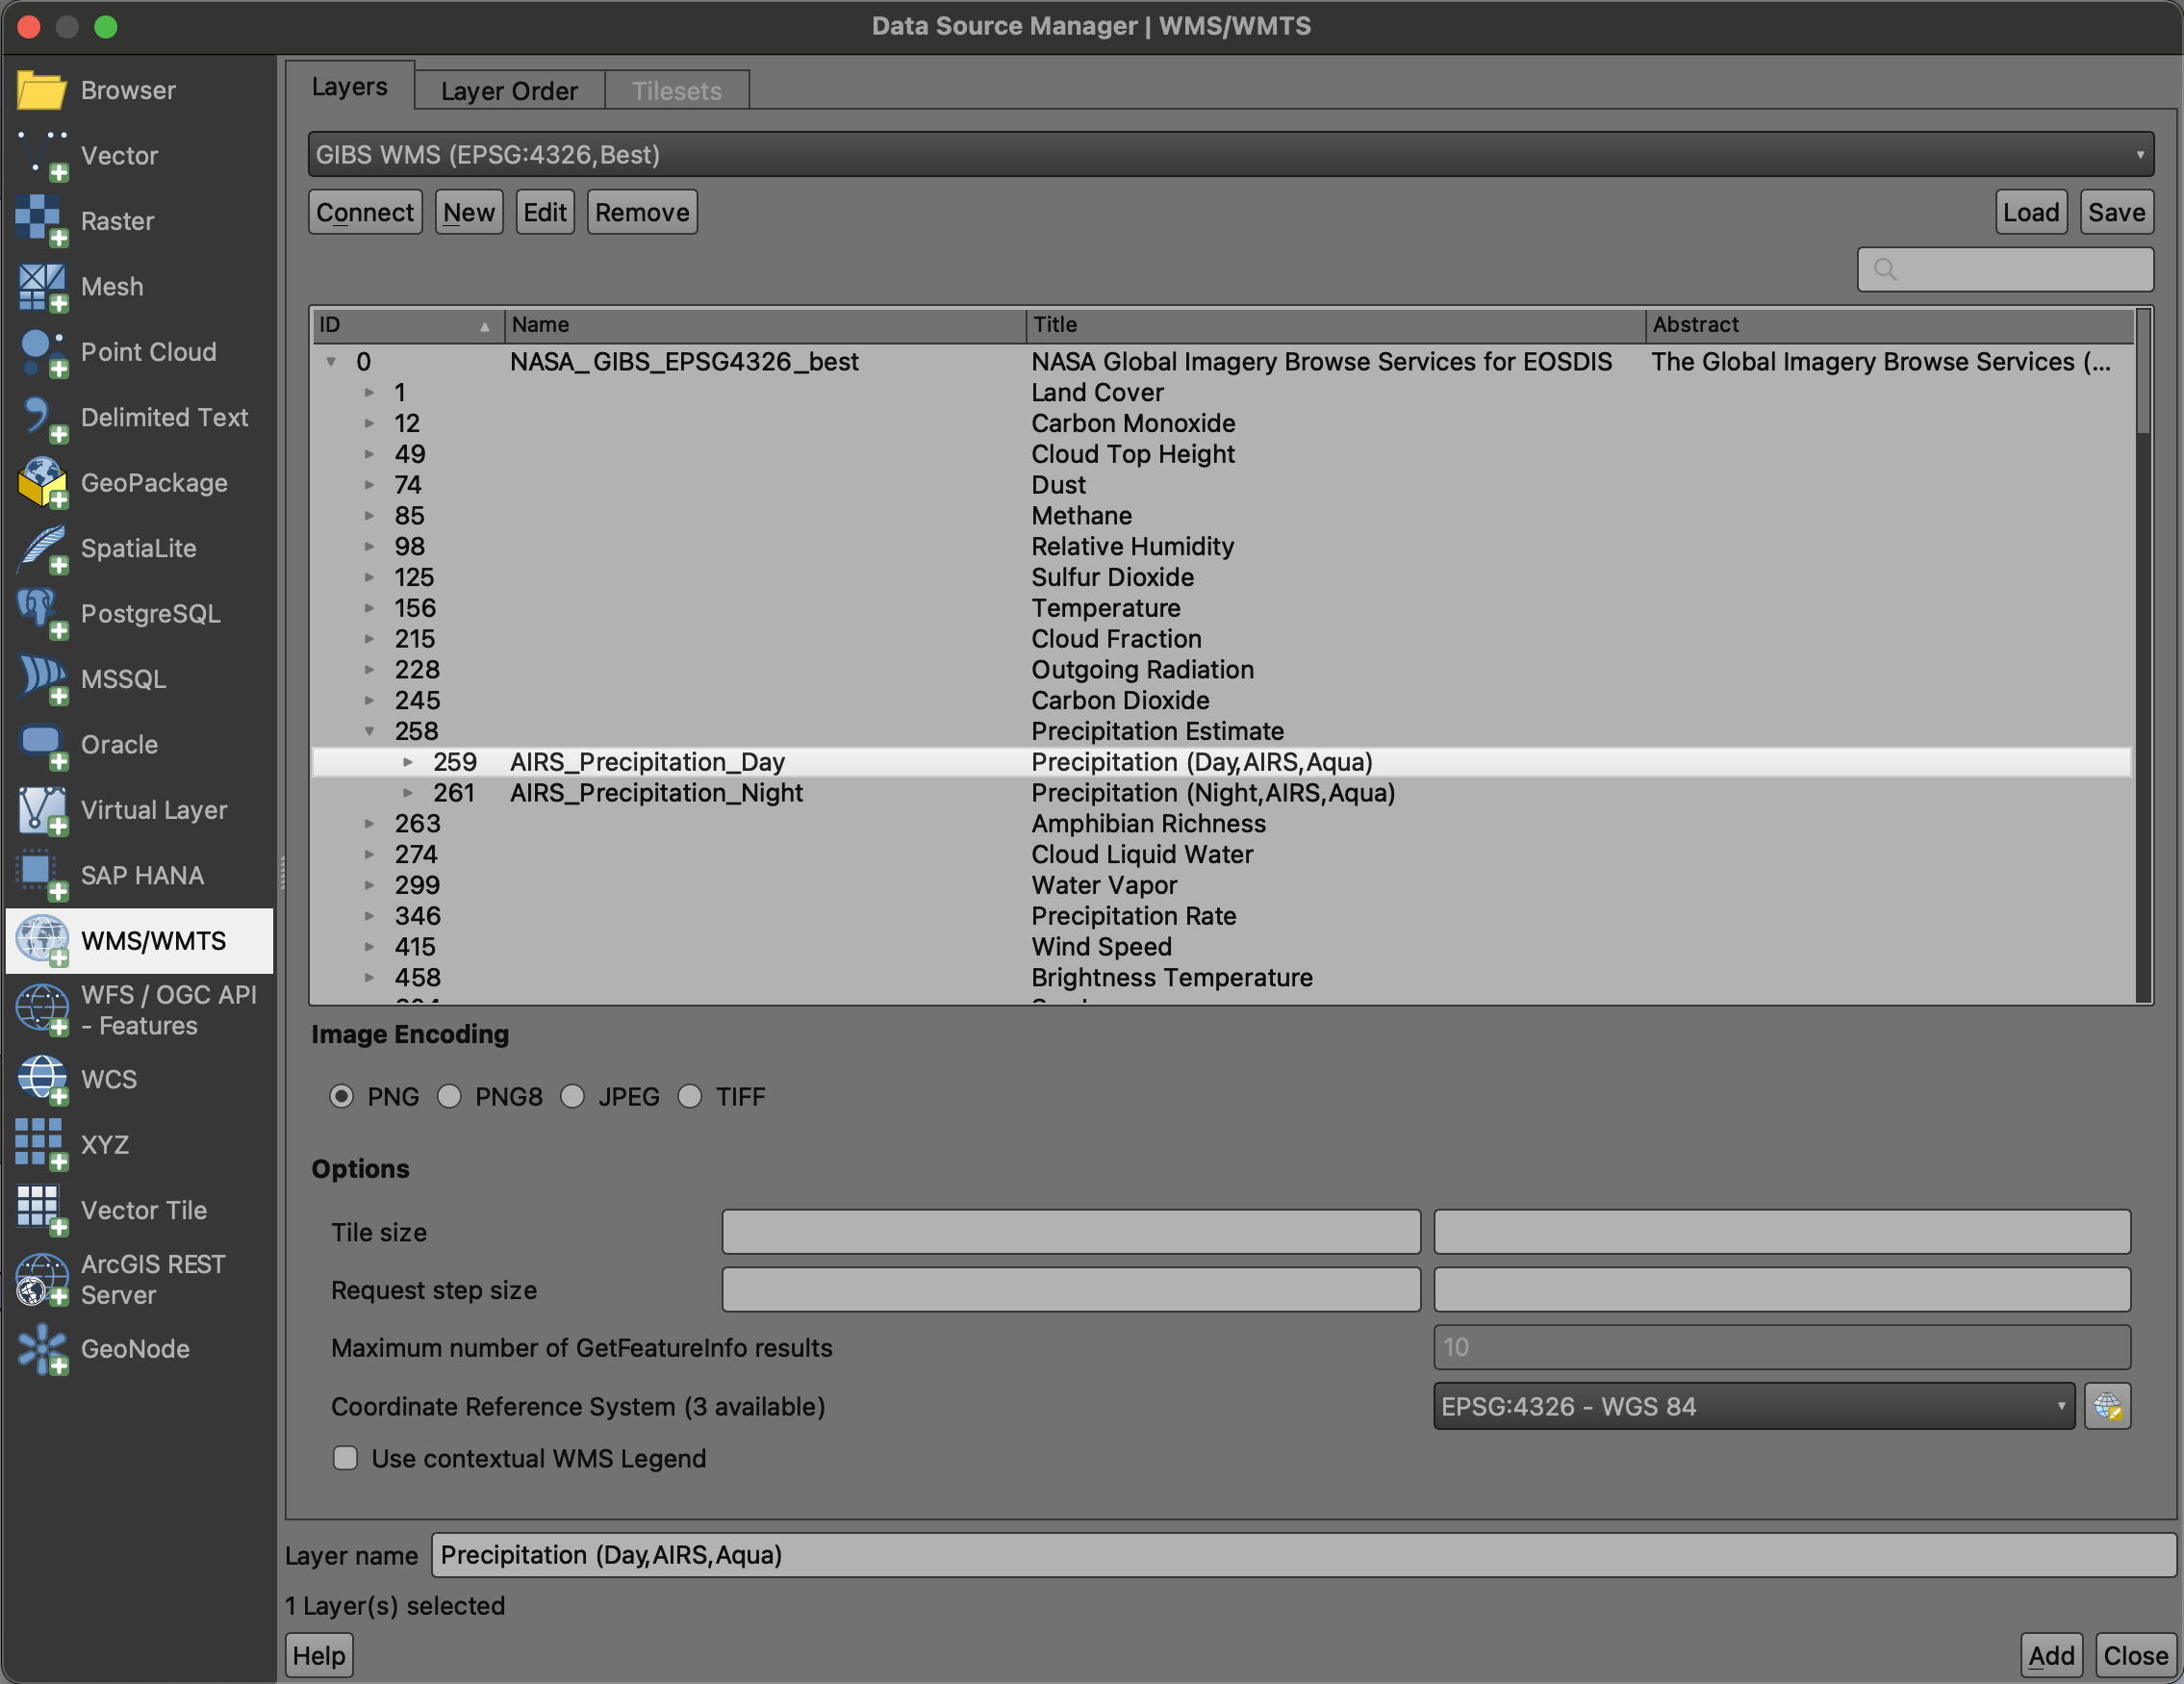 Data Source Manager | WMS/WMTS
Browser
Vector
Raster
Mesh
Point Cloud
Delimited Text
GeoPackage
SpatiaLite
PostgreSQL
MSSQL
Oracle
Virtual Layer
SAP HANA
WMS/WMTS
WFS / OGC API
- Features
WCS
XYZ
Vector Tile
ArcGIS REST
Server
GeoNode
Layers Layer Order Tilesets
GIBS WMS (EPSG:4326,Best)
Connect New Edit Remove Load Save
ID Name Title Abstract
0 NASA_GIBS_EPSG4326_best NASA Global Imagery Browse Services for EOSDIS The Global Imagery Browse Services (...
1 Land Cover
12 Carbon Monoxide
49 Cloud Top Height
74 Dust
85 Methane
98 Relative Humidity
125 Sulfur Dioxide
156 Temperature
215 Cloud Fraction
228 Outgoing Radiation
245 Carbon Dioxide
258 Precipitation Estimate
259 AIRS_Precipitation_Day Precipitation (Day,AIRS,Aqua)
261 AIRS_Precipitation_Night Precipitation (Night,AIRS,Aqua)
263 Amphibian Richness
274 Cloud Liquid Water
299 Water Vapor
346 Precipitation Rate
415 Wind Speed
458 Brightness Temperature
Image Encoding
PNG PNG8 JPEG TIFF
Options
Tile size
Request step size
Maximum number of GetFeatureInfo results 10
Coordinate Reference System (3 available) EPSG:4326 - WGS 84
Use contextual WMS Legend
Layer name Precipitation (Day,AIRS,Aqua)
1 Layer(s) selected
Help Add Close